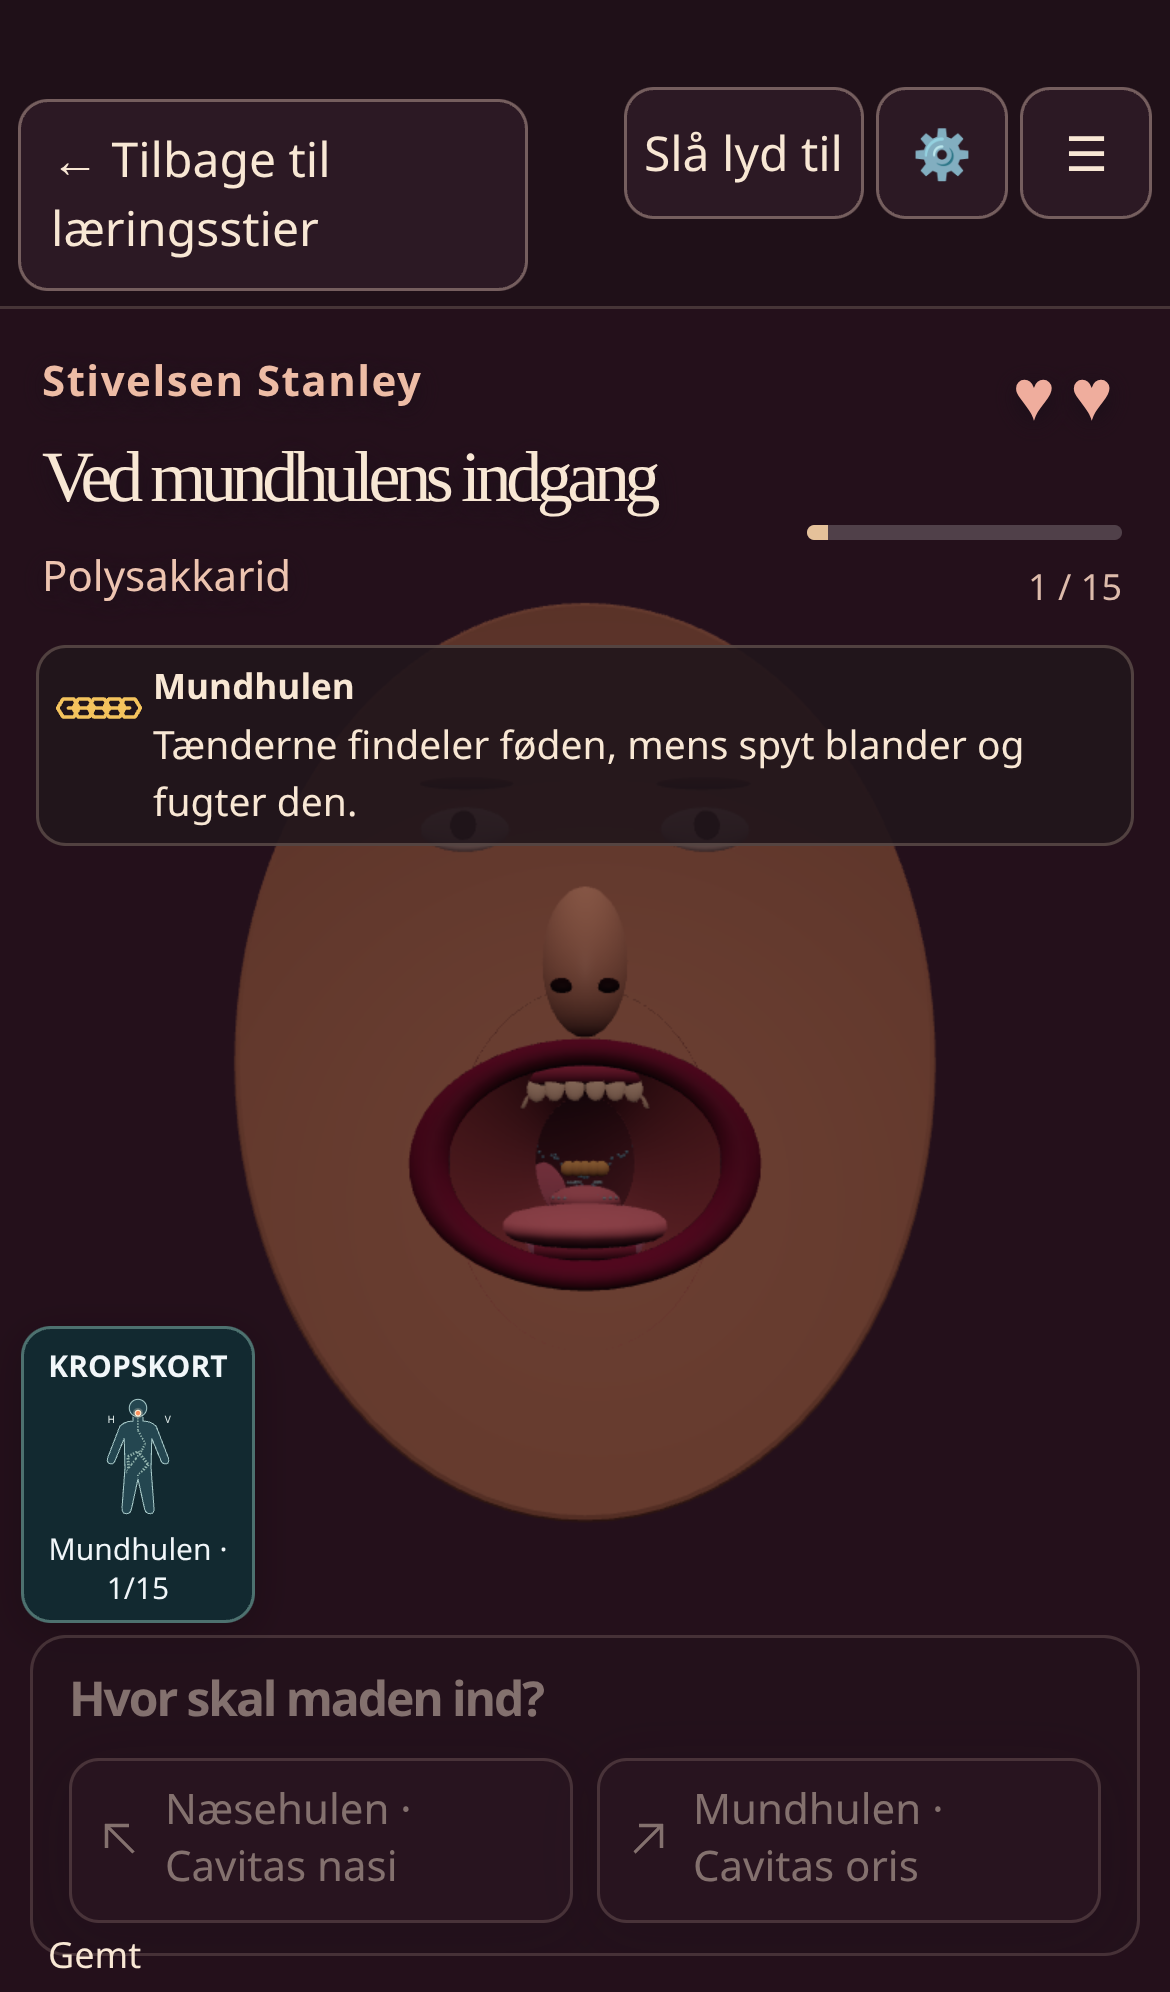 ← Tilbage til
læringsstier
Slå lyd til
Stivelsen Stanley
Ved mundhulens indgang
Polysakkarid
1 / 15
Mundhulen
Tænderne findeler føden, mens spyt blander og
fugter den.
KROPSKORT
H V
Mundhulen ·
1/15
Hvor skal maden ind?
↖ Næsehulen ·
Cavitas nasi
↗ Mundhulen ·
Cavitas oris
Gemt